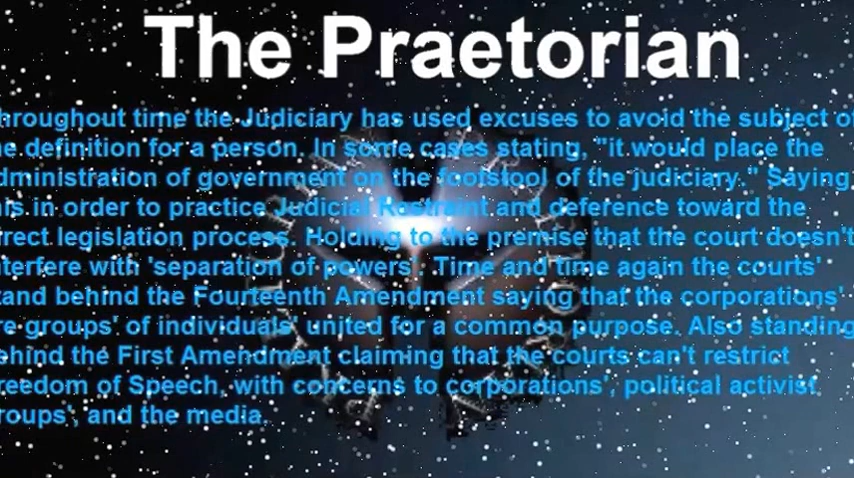 The Praetorian
hroughout time the Judiciary has used excuses to avoid the subject of
e definition for a person. In some cases stating, "it would place the
dministration of government on the footstool of the judiciary." Saying
is in order to practice Judicial Restraint and deference toward the
rect legislation process. Holding to the premise that the court doesn't
nterfere with 'separation of powers'. Time and time again the courts'
tand behind the Fourteenth Amendment saying that the corporations'
re groups' of individuals' united for a common purpose. Also standing
ehind the First Amendment claiming that the courts can't restrict
reedom of Speech, with concerns to corporations', political activist
roups', and the media.